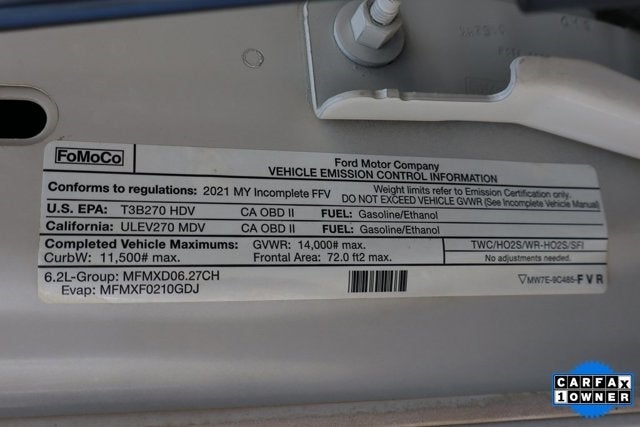 FoMoCo
Ford Motor Company
VEHICLE EMISSION CONTROL INFORMATION
Conforms to regulations: 2021 MY Incomplete FFV
Weight limits refer to Emission Certification only.
DO NOT EXCEED VEHICLE GVWR (See Incomplete Vehicle Manual)
U.S. EPA: T3B270 HDV CA OBD II FUEL: Gasoline/Ethanol
California: ULEV270 MDV CA OBD II FUEL: Gasoline/Ethanol
Completed Vehicle Maximums: GVWR: 14,000# max.
CurbW: 11,500# max. Frontal Area: 72.0 ft2 max.
TWC/HO2S/WR-HO2S/SFI
No adjustments needed.
6.2L-Group: MFMXD06.27CH
Evap: MFMXF0210GDJ
MW7E-9C485-FVR
CARFAX
1 OWNER